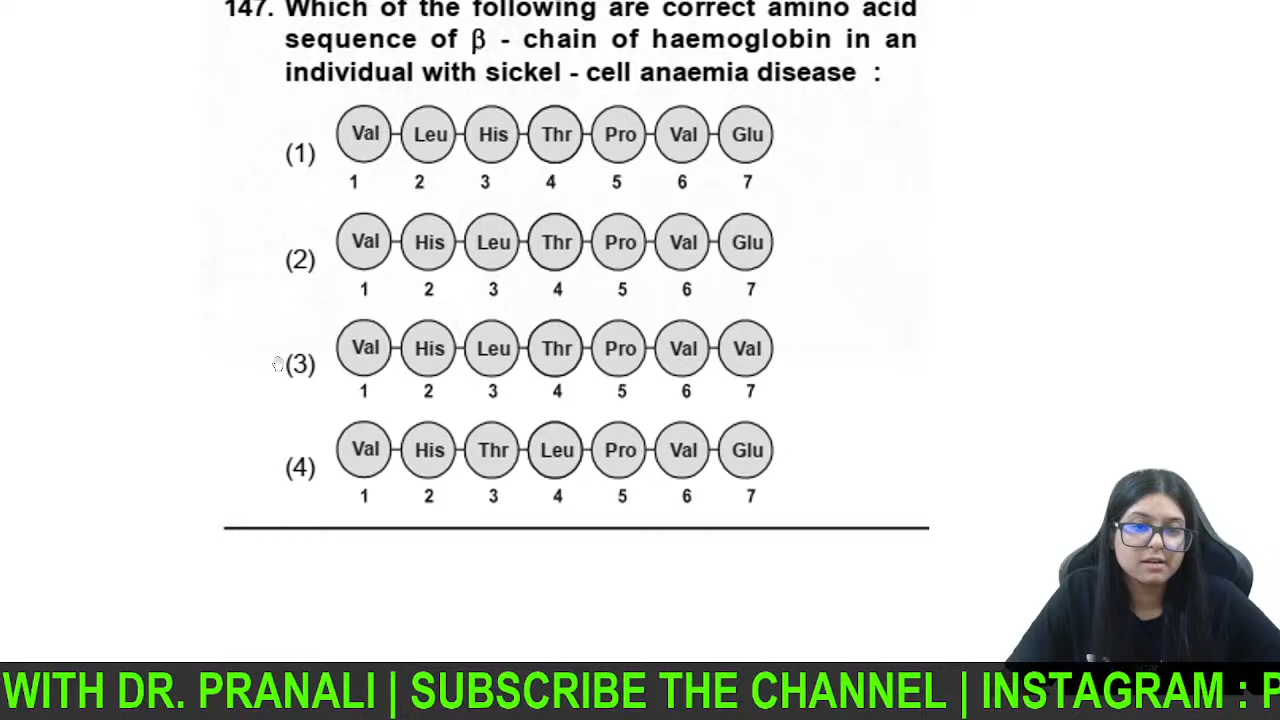 147. Which of the following are correct amino acid
sequence of β - chain of haemoglobin in an
individual with sickel - cell anaemia disease :
(1) Val Leu His Thr Pro Val Glu
1 2 3 4 5 6 7
(2) Val His Leu Thr Pro Val Glu
1 2 3 4 5 6 7
(3) Val His Leu Thr Pro Val Val
1 2 3 4 5 6 7
(4) Val His Thr Leu Pro Val Glu
1 2 3 4 5 6 7
WITH DR. PRANALI | SUBSCRIBE THE CHANNEL | INSTAGRAM :